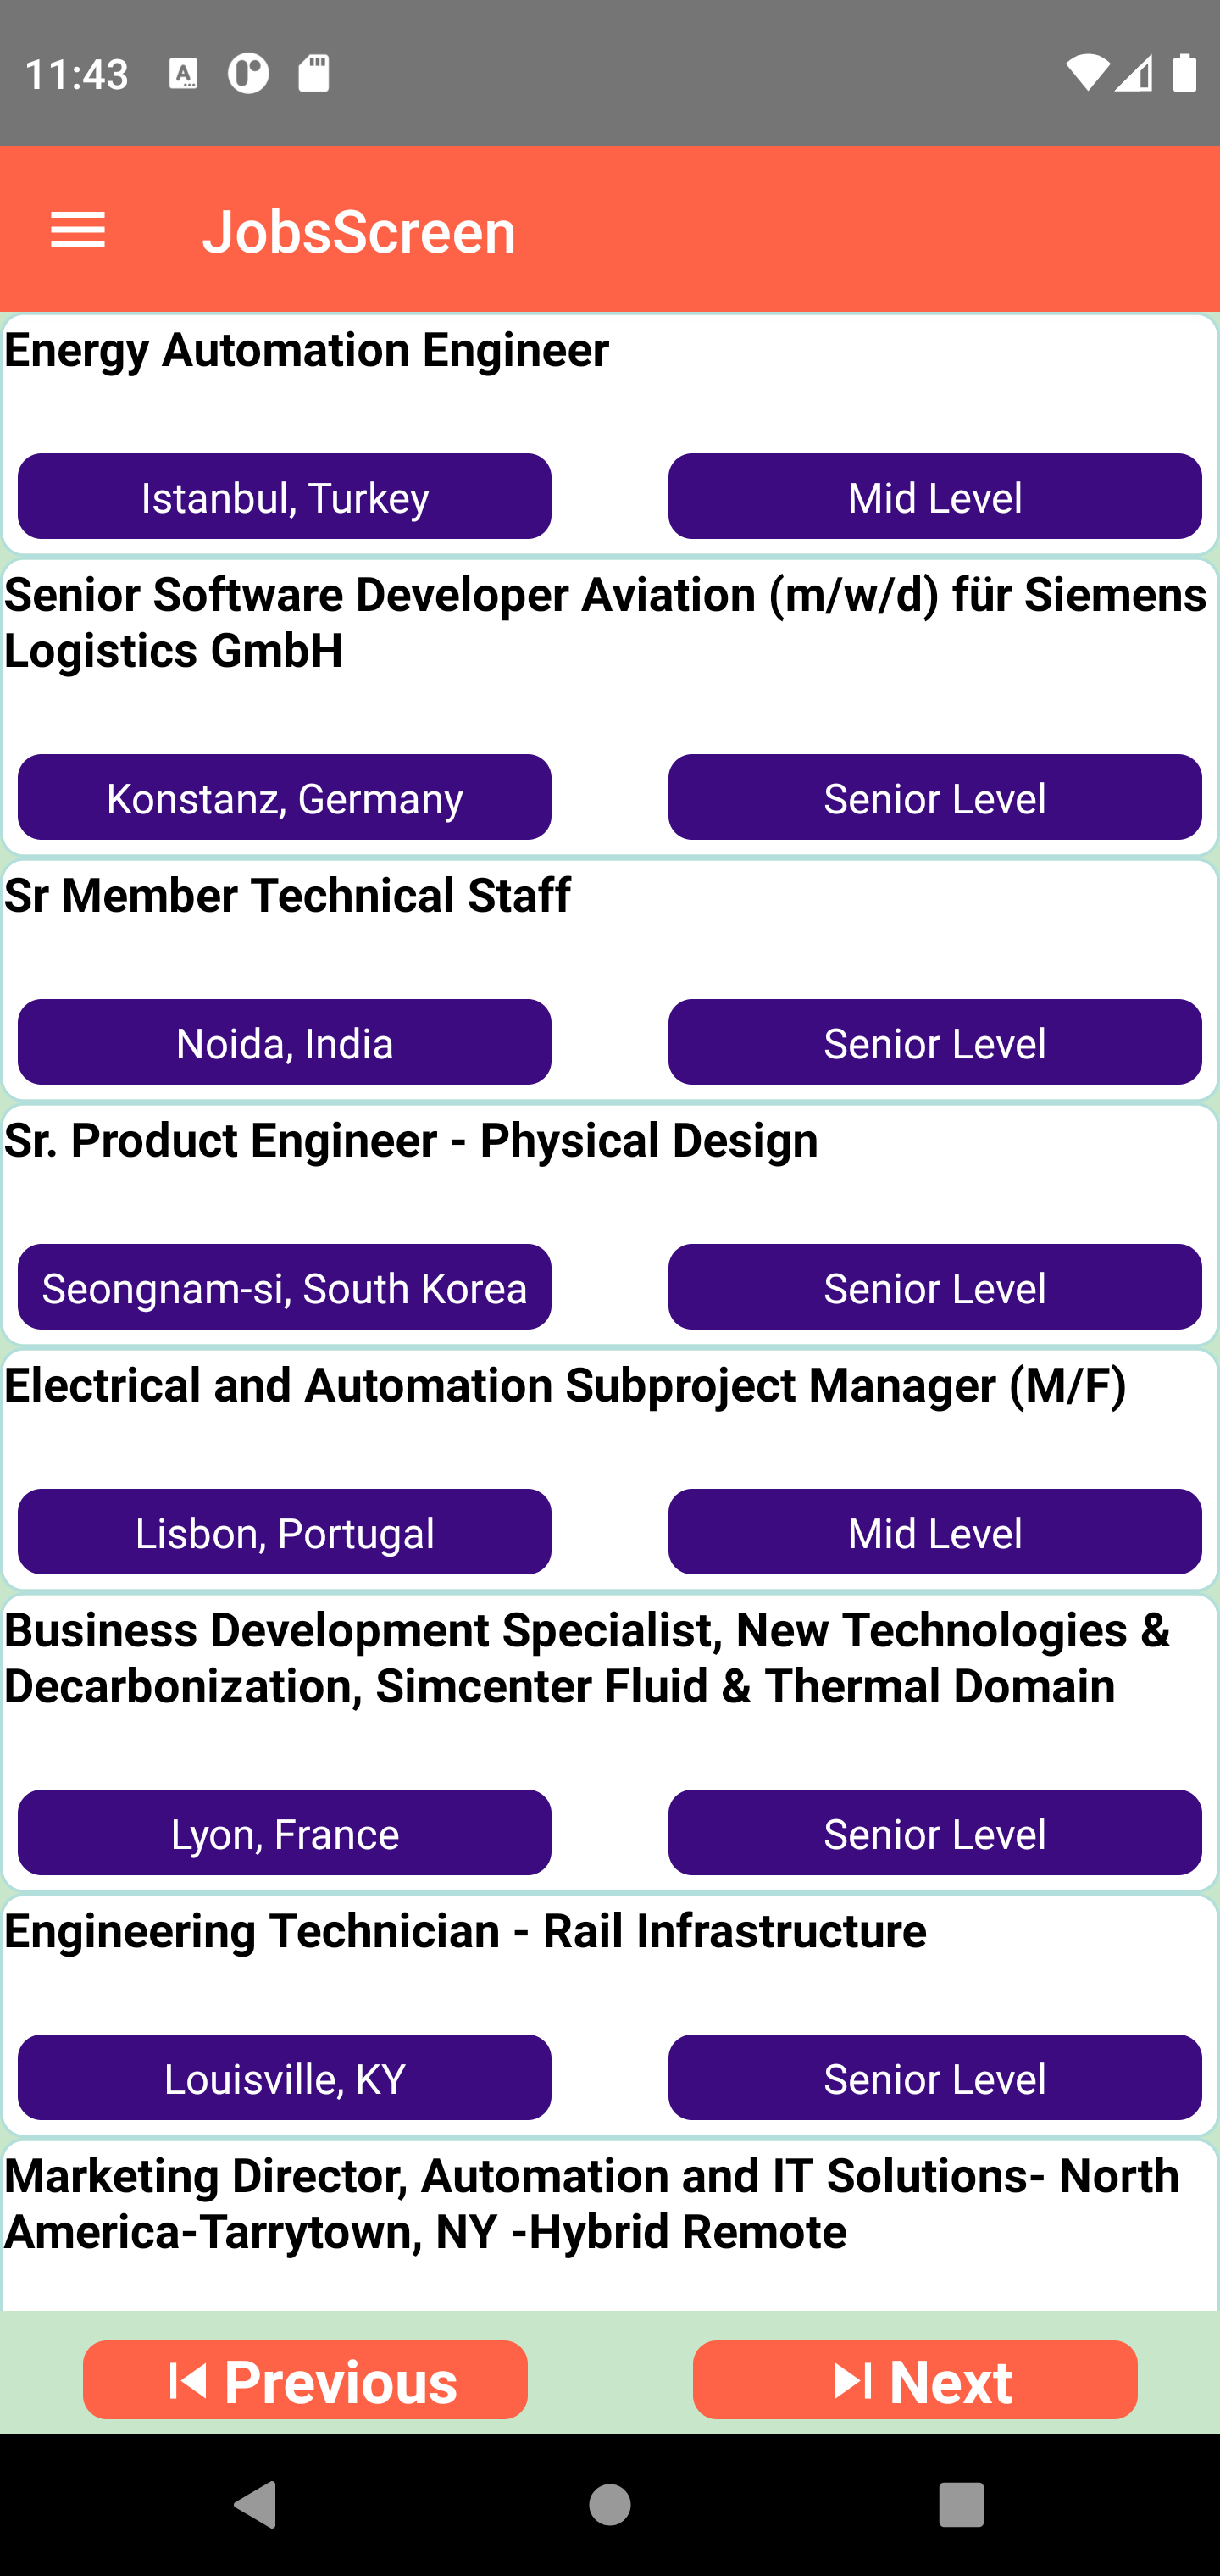 11:43
JobsScreen
Energy Automation Engineer
Istanbul, Turkey
Mid Level
Senior Software Developer Aviation (m/w/d) für Siemens
Logistics GmbH
Konstanz, Germany
Senior Level
Sr Member Technical Staff
Noida, India
Senior Level
Sr. Product Engineer - Physical Design
Seongnam-si, South Korea
Senior Level
Electrical and Automation Subproject Manager (M/F)
Lisbon, Portugal
Mid Level
Business Development Specialist, New Technologies &
Decarbonization, Simcenter Fluid & Thermal Domain
Lyon, France
Senior Level
Engineering Technician - Rail Infrastructure
Louisville, KY
Senior Level
Marketing Director, Automation and IT Solutions- North
America-Tarrytown, NY -Hybrid Remote
Previous
Next